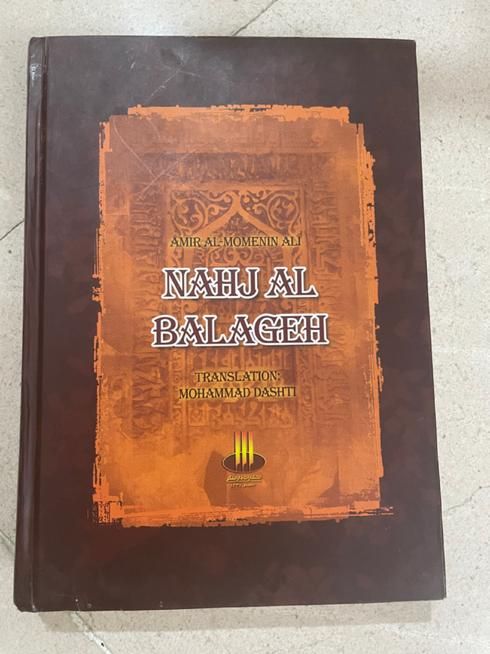 AMIR AL-MOMENIN ALI
NAHJ AL
BALAGEH
TRANSLATION:
MOHAMMAD DASHTI